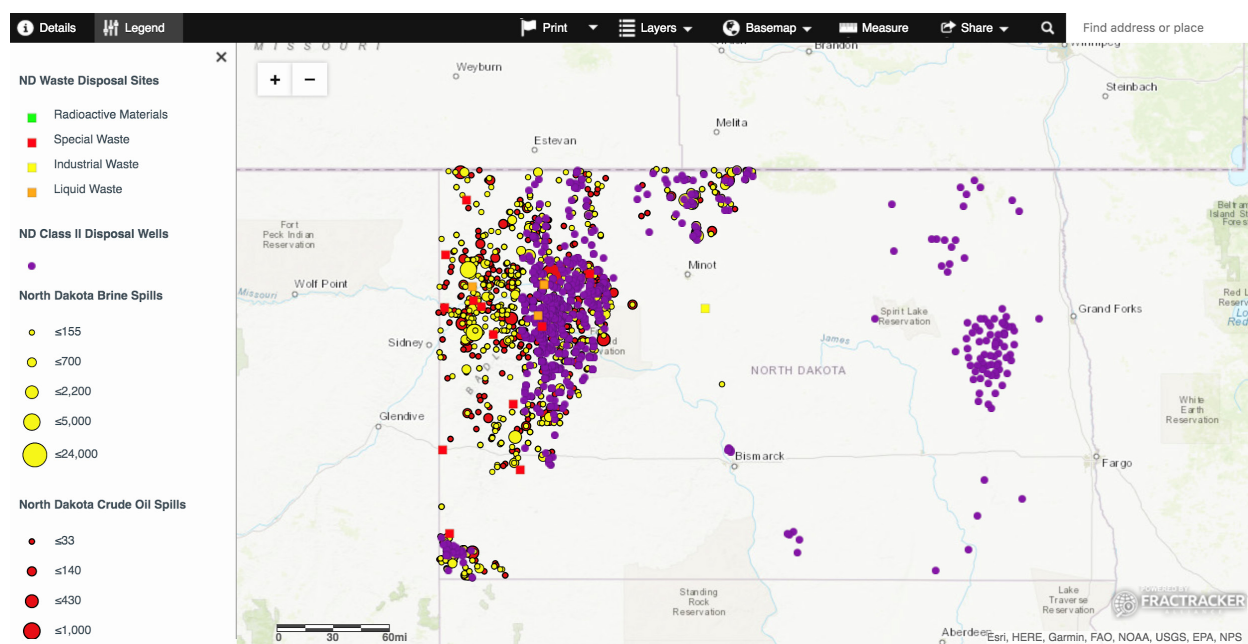 Details
Legend
Print
Layers
Basemap
Measure
Share
Find address or place
ND Waste Disposal Sites
Radioactive Materials
Special Waste
Industrial Waste
Liquid Waste
ND Class II Disposal Wells
North Dakota Brine Spills
≤155
≤700
≤2,200
≤5,000
≤24,000
North Dakota Crude Oil Spills
≤33
≤140
≤430
≤1,000
+
−
MISSOURI
Weyburn
Brandon
Winnipeg
Steinbach
Melita
Estevan
Fort
Peck Indian
Reservation
Wolf Point
Missouri
Minot
Sidney
Glendive
Spirit Lake
Reservation
Grand Forks
James
NORTH DAKOTA
White
Earth
Reservation
Bismarck
Fargo
Standing
Rock
Reservation
Lake
Traverse
Reservation
POWERED BY
FRACTRACKER
0 30 60mi
Esri, HERE, Garmin, FAO, NOAA, USGS, EPA, NPS